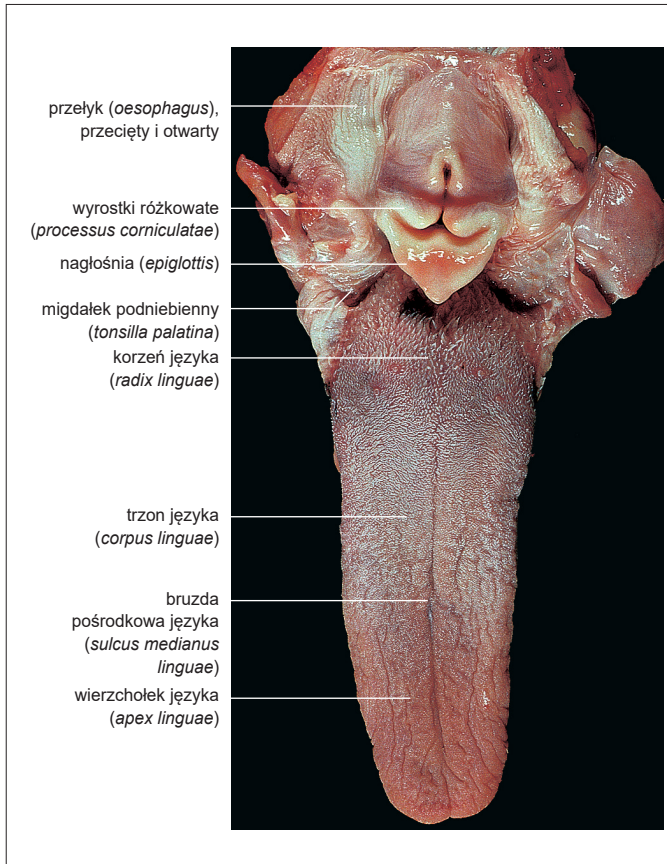 przełyk (oesophagus),
przecięty i otwarty
wyrostki różkowate
(processus corniculatae)
nagłośnia (epiglottis)
migdałek podniebienny
(tonsilla palatina)
korzeń języka
(radix linguae)
trzon języka
(corpus linguae)
bruzda
pośrodkowa języka
(sulcus medianus
linguae)
wierzchołek języka
(apex linguae)